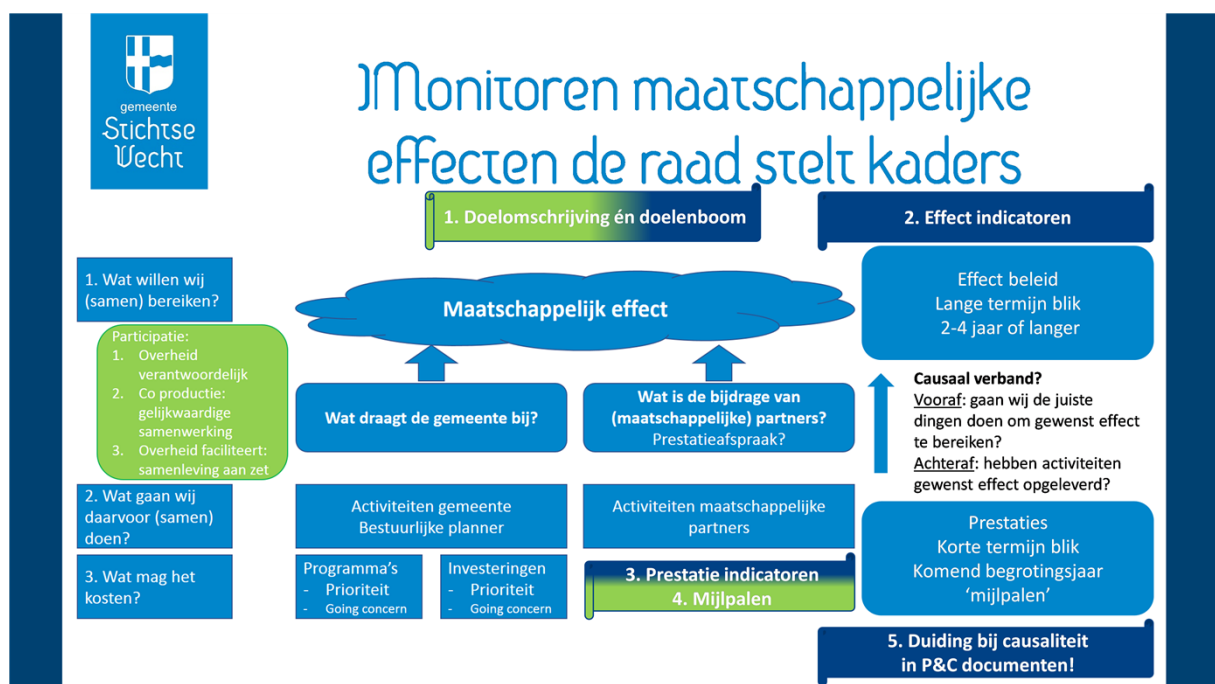 gemeente
Stichtse
Vecht
Monitoren maatschappelijke
effecten de raad stelt kaders
1. Doelomschrijving én doelenboom
2. Effect indicatoren
1. Wat willen wij
(samen) bereiken?
Maatschappelijk effect
Effect beleid
Lange termijn blik
2-4 jaar of langer
Participatie:
1. Overheid
verantwoordelijk
2. Co productie:
gelijkwaardige
samenwerking
3. Overheid faciliteert:
samenleving aan zet
Wat draagt de gemeente bij?
Wat is de bijdrage van
(maatschappelijke) partners?
Prestatieafspraak?
Causaal verband?
Vooraf: gaan wij de juiste
dingen doen om gewenst effect
te bereiken?
Achteraf: hebben activiteiten
gewenst effect opgeleverd?
2. Wat gaan wij
daarvoor (samen)
doen?
Activiteiten gemeente
Bestuurlijke planner
Activiteiten maatschappelijke
partners
Prestaties
Korte termijn blik
Komend begrotingsjaar
‘mijlpalen’
3. Wat mag het
kosten?
Programma’s
- Prioriteit
- Going concern
Investeringen
- Prioriteit
- Going concern
3. Prestatie indicatoren
4. Mijlpalen
5. Duiding bij causaliteit
in P&C documenten!